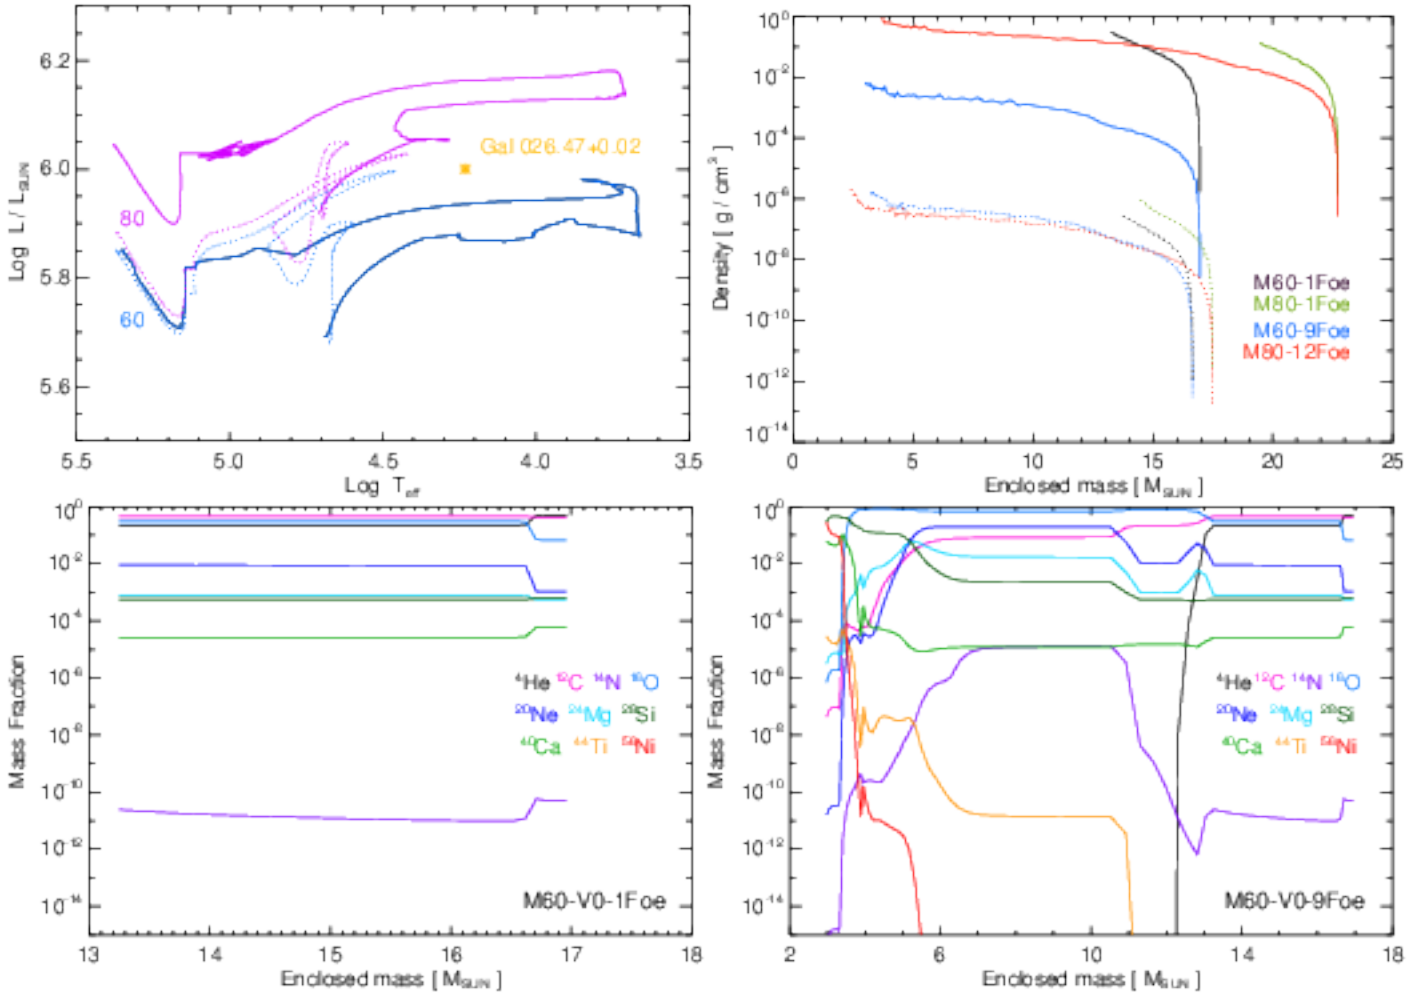 6.2
6.0
5.8
5.6
Log L / L_SUN
Gal 026.47+0.02
80
60
5.5 5.0 4.5 4.0 3.5
Log T_eff
10^0
10^-2
10^-4
10^-6
10^-8
10^-10
10^-12
10^-14
Density [ g / cm^3 ]
M60-1Foe
M80-1Foe
M60-9Foe
M80-12Foe
0 5 10 15 20 25
Enclosed mass [ M_SUN ]
10^0
10^-2
10^-4
10^-6
10^-8
10^-10
10^-12
10^-14
Mass Fraction
^4He ^12C ^14N ^16O
^20Ne ^24Mg ^28Si
^40Ca ^44Ti ^56Ni
M60-V0-1Foe
13 14 15 16 17 18
Enclosed mass [ M_SUN ]
10^0
10^-2
10^-4
10^-6
10^-8
10^-10
10^-12
10^-14
Mass Fraction
^4He ^12C ^14N ^16O
^20Ne ^24Mg ^28Si
^40Ca ^44Ti ^56Ni
M60-V0-9Foe
2 6 10 14 18
Enclosed mass [ M_SUN ]